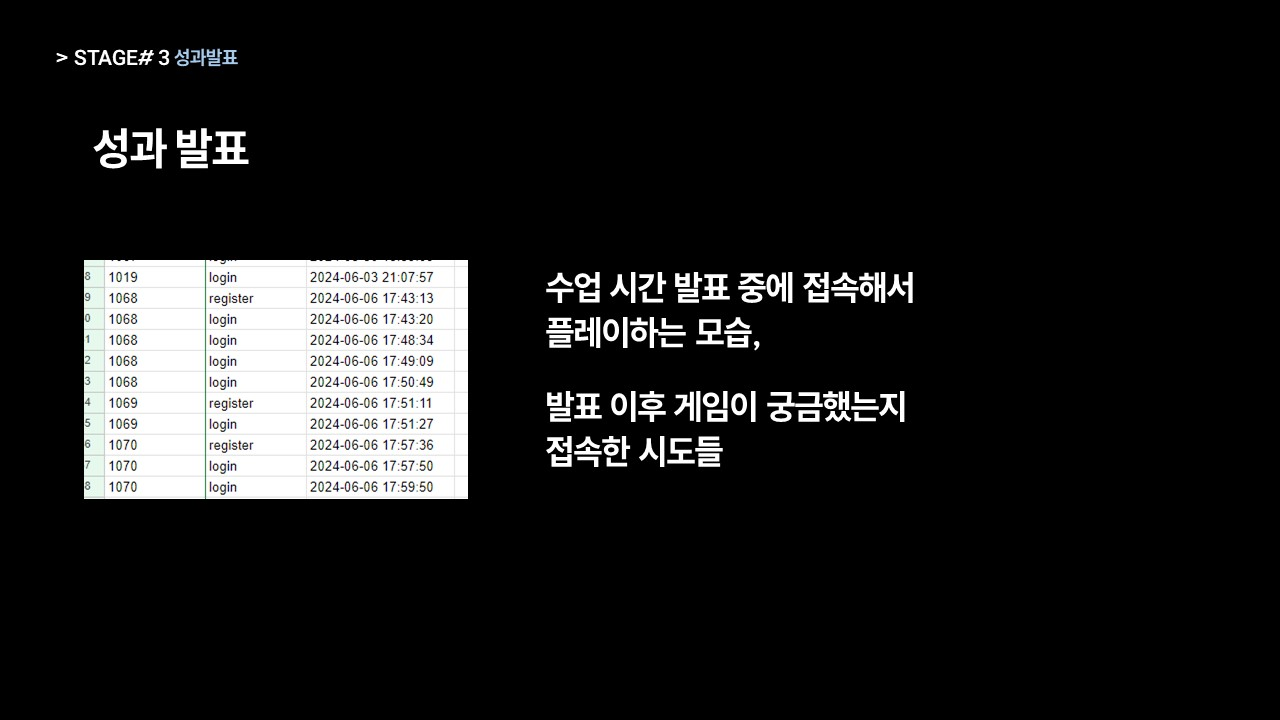 > STAGE# 3 성과발표
성과 발표
8 1019 login 2024-06-03 21:07:57
9 1068 register 2024-06-06 17:43:13
0 1068 login 2024-06-06 17:43:20
1 1068 login 2024-06-06 17:48:34
2 1068 login 2024-06-06 17:49:09
3 1068 login 2024-06-06 17:50:49
4 1069 register 2024-06-06 17:51:11
5 1069 login 2024-06-06 17:51:27
6 1070 register 2024-06-06 17:57:36
7 1070 login 2024-06-06 17:57:50
8 1070 login 2024-06-06 17:59:50
수업 시간 발표 중에 접속해서
플레이하는 모습,
발표 이후 게임이 궁금했는지
접속한 시도들